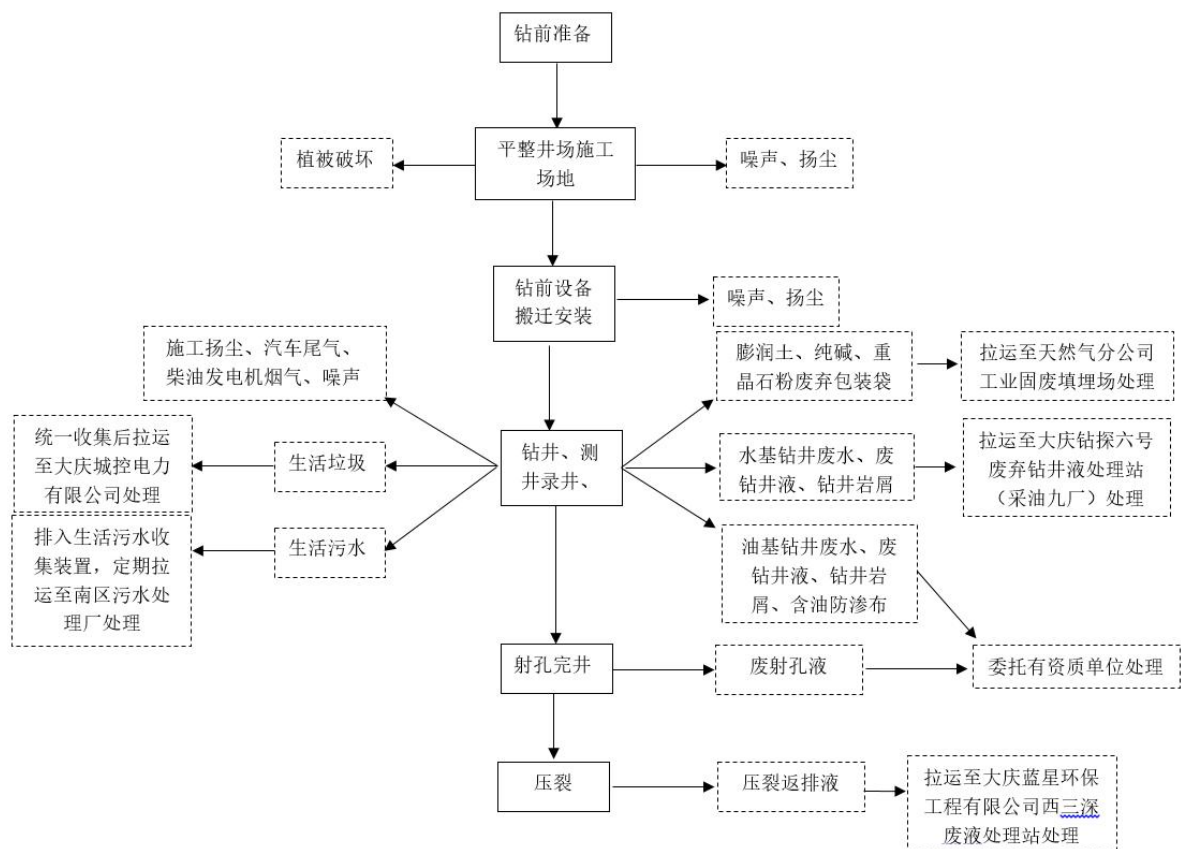 钻前准备
植被破坏
平整井场施工
场地
噪声、扬尘
钻前设备
搬迁安装
噪声、扬尘
施工扬尘、汽车尾气、
柴油发电机烟气、噪声
膨润土、纯碱、重
晶石粉废弃包装袋
拉运至天然气分公司
工业固废填埋场处理
统一收集后拉运
至大庆城控电力
有限公司处理
生活垃圾
钻井、测
井录井、
水基钻井废水、废
钻井液、钻井岩屑
拉运至大庆钻探六号
废弃钻井液处理站
（采油九厂）处理
排入生活污水收
集装置，定期拉
运至南区污水处
理厂处理
生活污水
油基钻井废水、废
钻井液、钻井岩
屑、含油防渗布
射孔完井
废射孔液
委托有资质单位处理
压裂
压裂返排液
拉运至大庆蓝星环保
工程有限公司西三深
废液处理站处理